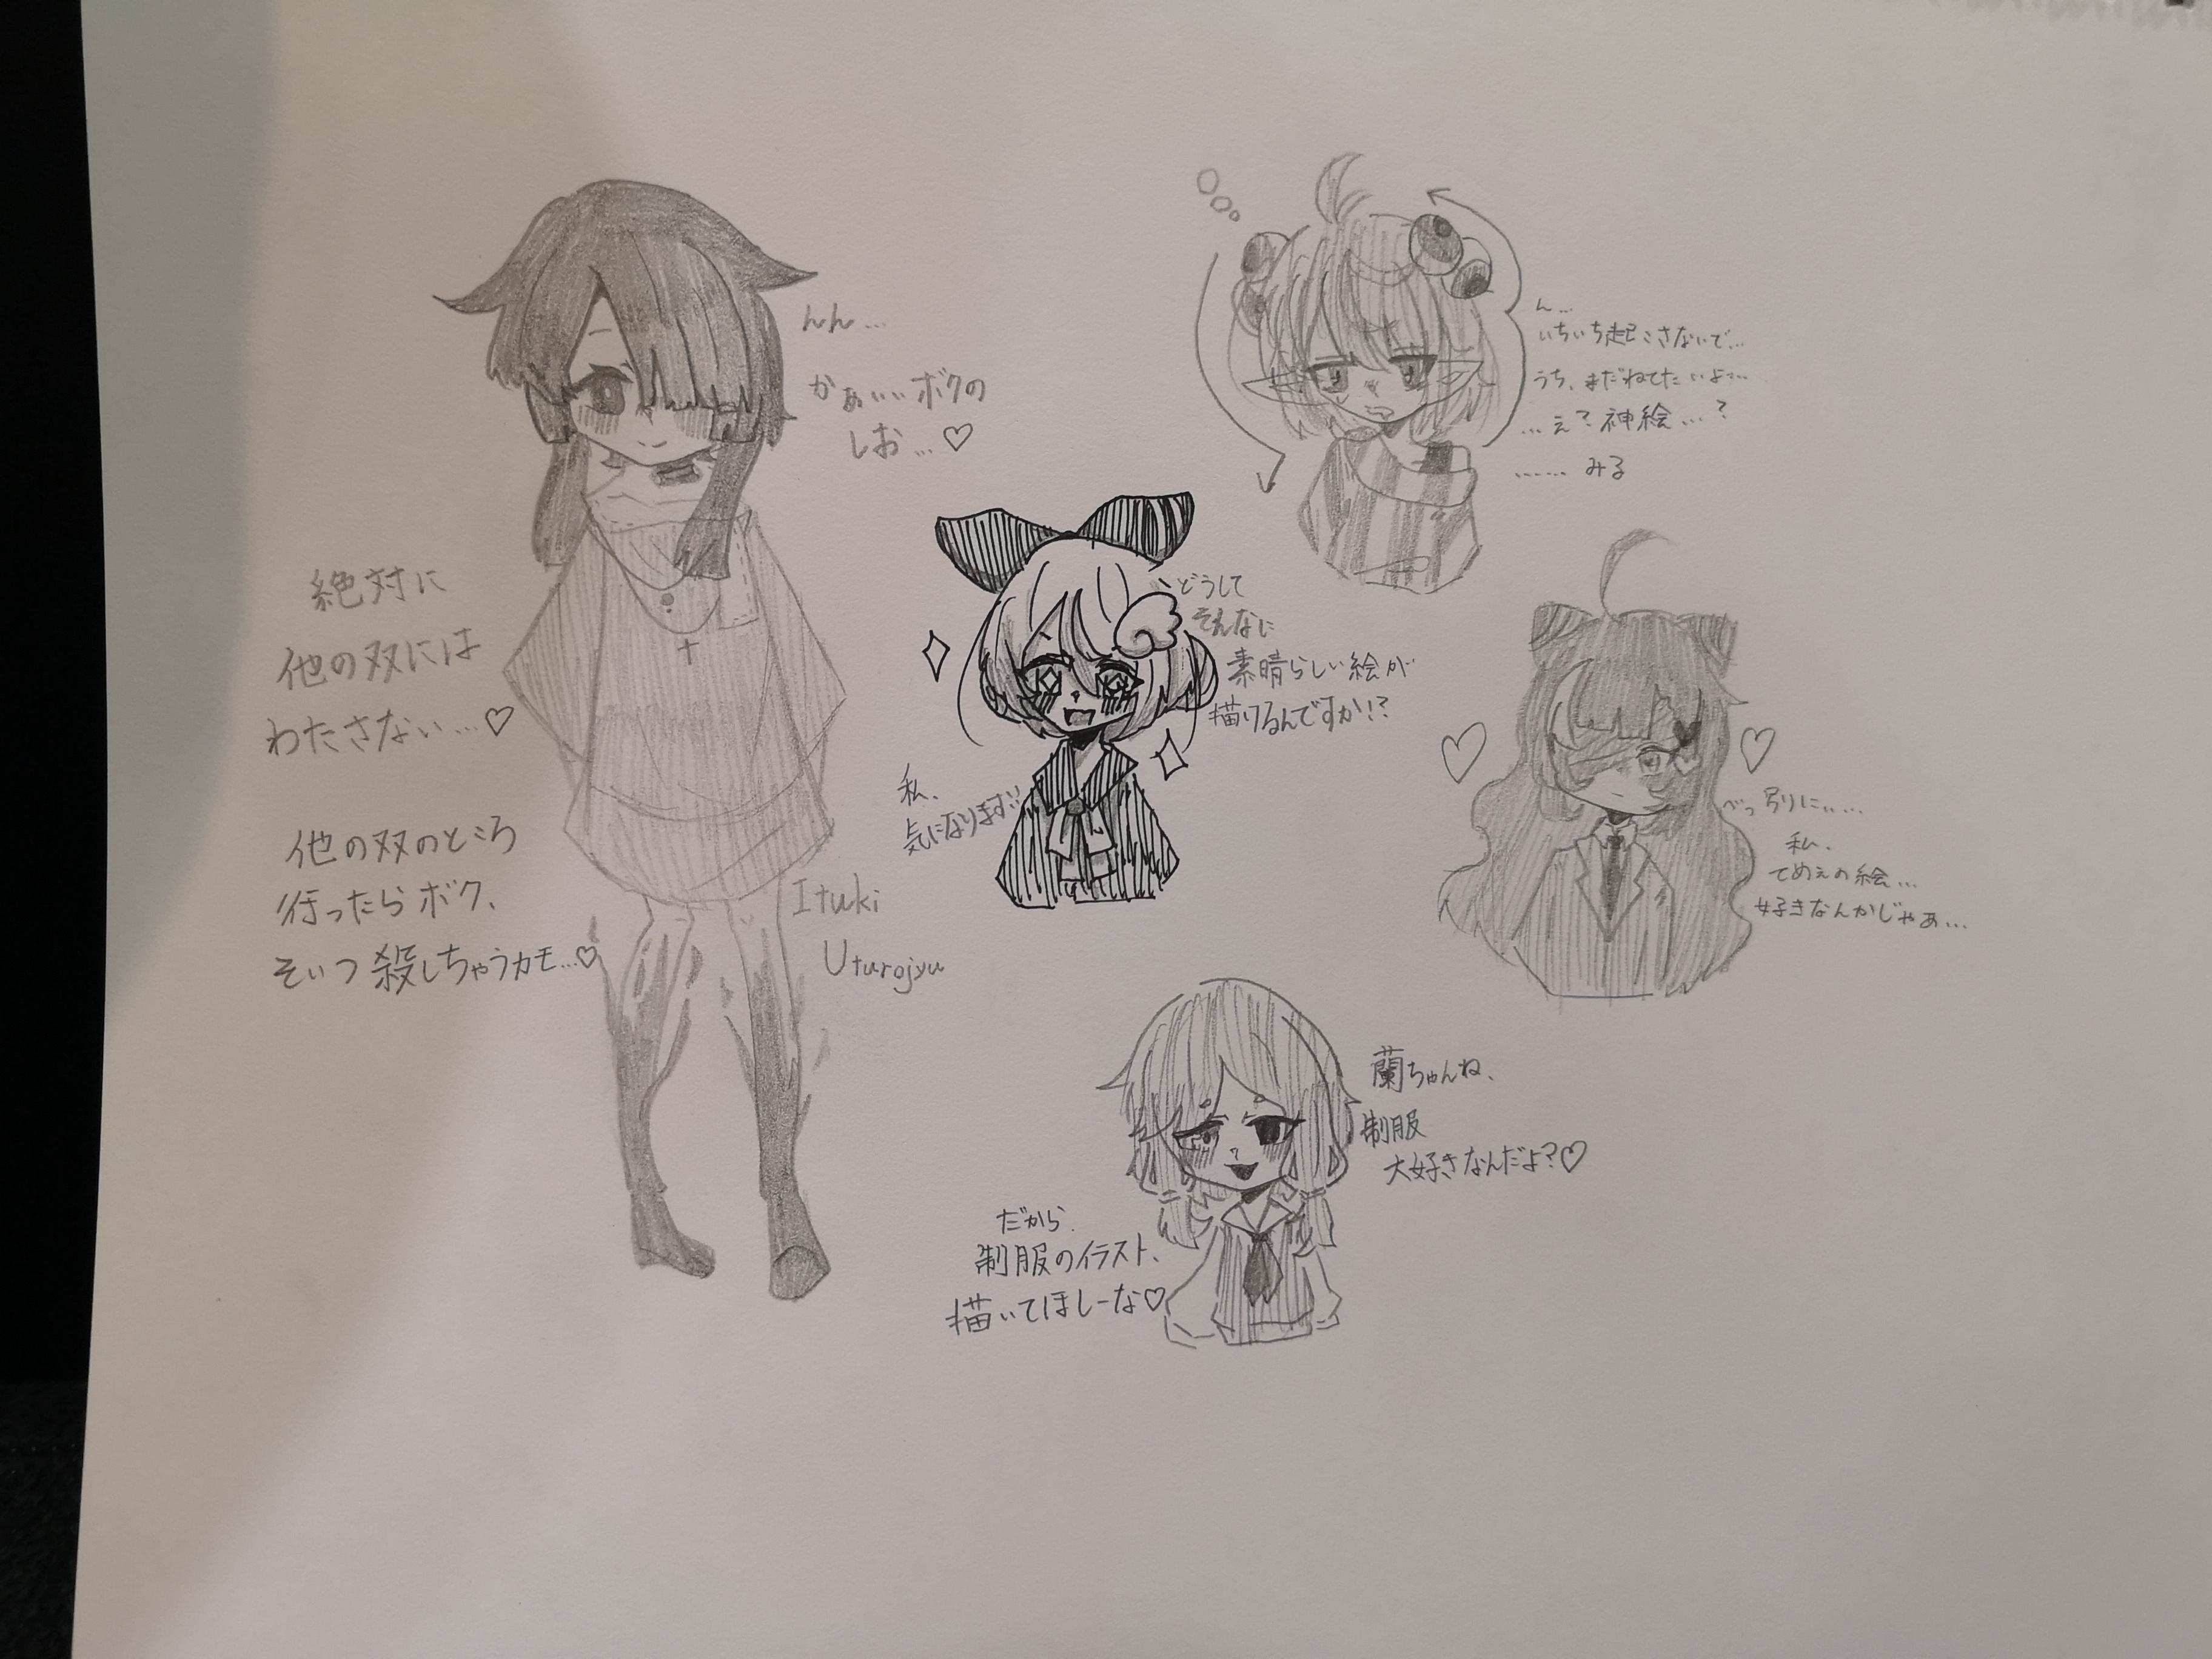 んん…
かぁぃぃボクの
しお…♡
絶対に
他の双には
わたさない…♡
他の双のところ
行ったらボク、
そいつ殺しちゃうカモ…♡
Ituki
Uturojyu
ん…
いちいち起こさないで…
うち、まだねてたいよ…
…え?神絵…?
……みる
どうして
そんなに
素晴らしい絵が
描けるんですか!?
私、
気になります!!
べっ別にぃ…
私、
てめぇの絵…
好きなんかじゃあ…
蘭ちゃんね、
制服
大好きなんだよ?♡
だから、
制服のイラスト、
描いてほしーな♡